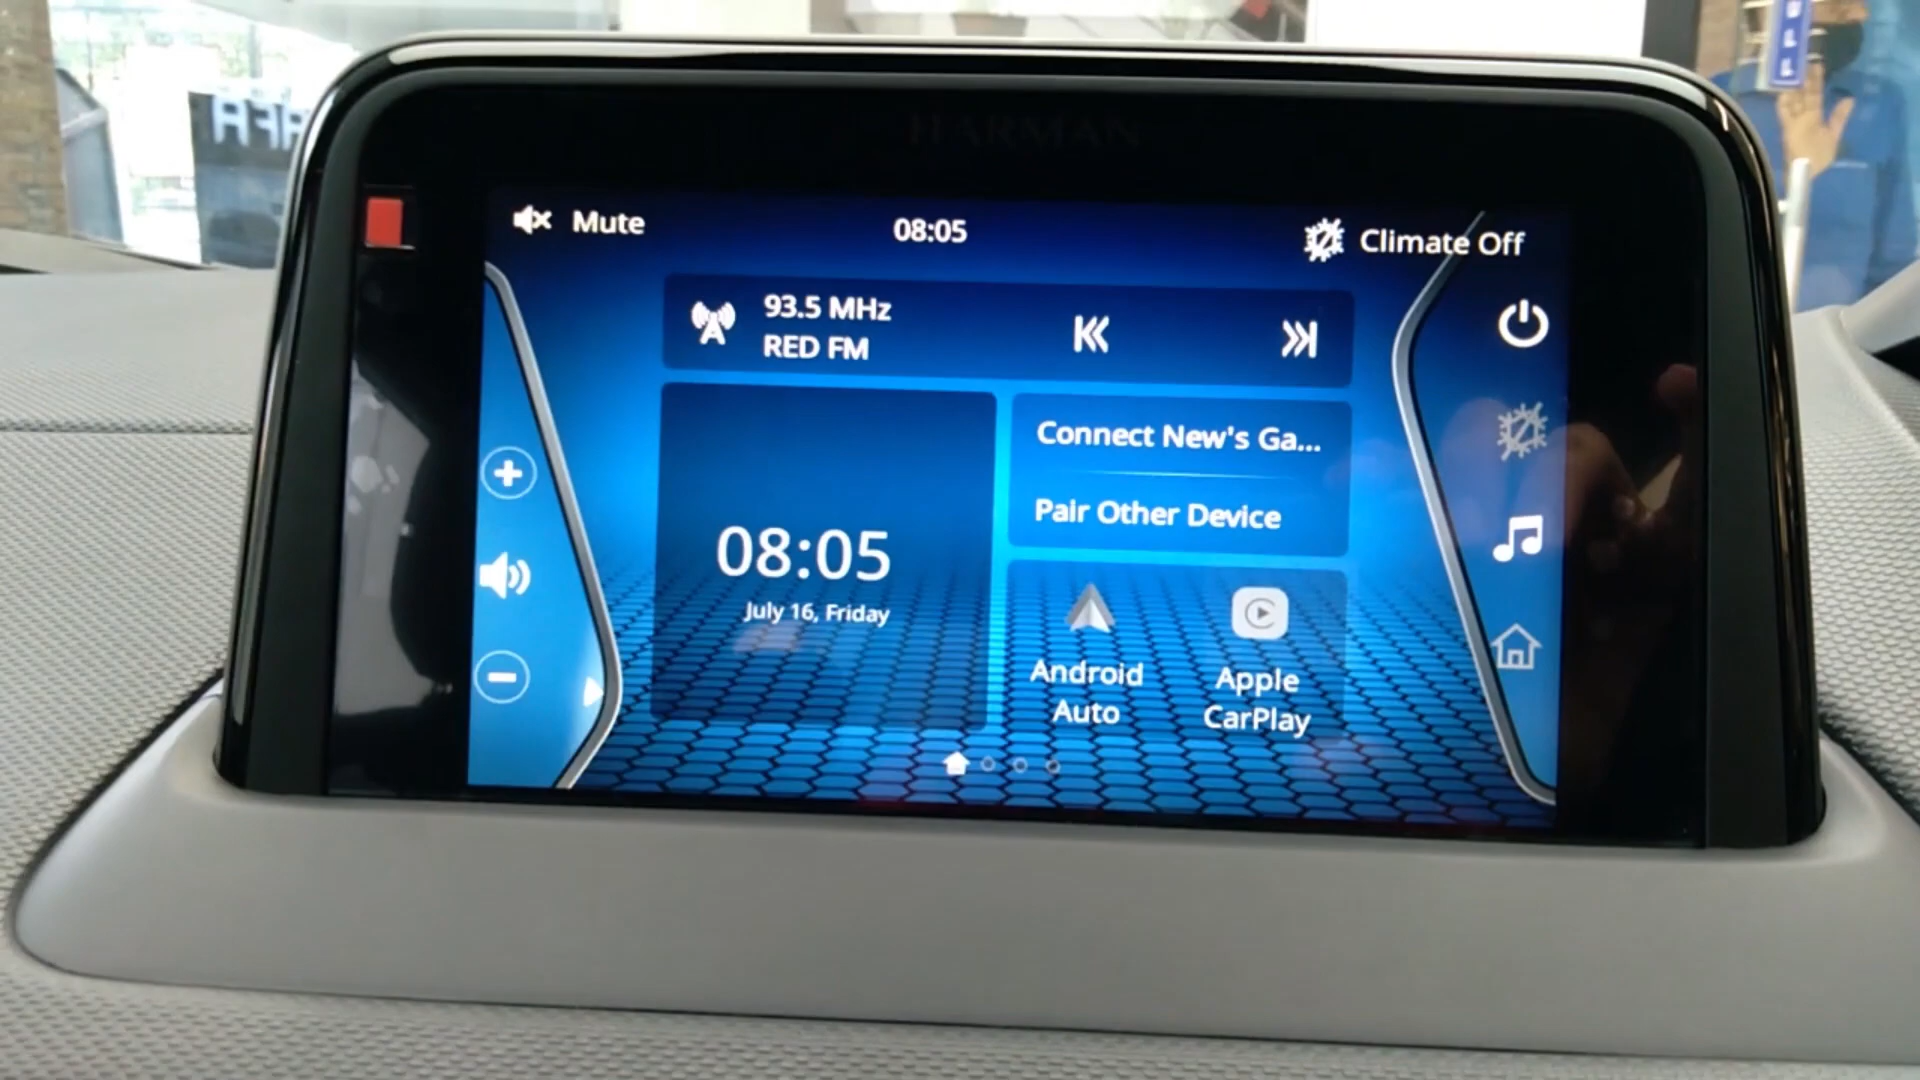 HARMAN
Mute
08:05
Climate Off
93.5 MHz
RED FM
Connect New's Ga...
Pair Other Device
08:05
July 16, Friday
Android
Auto
Apple
CarPlay